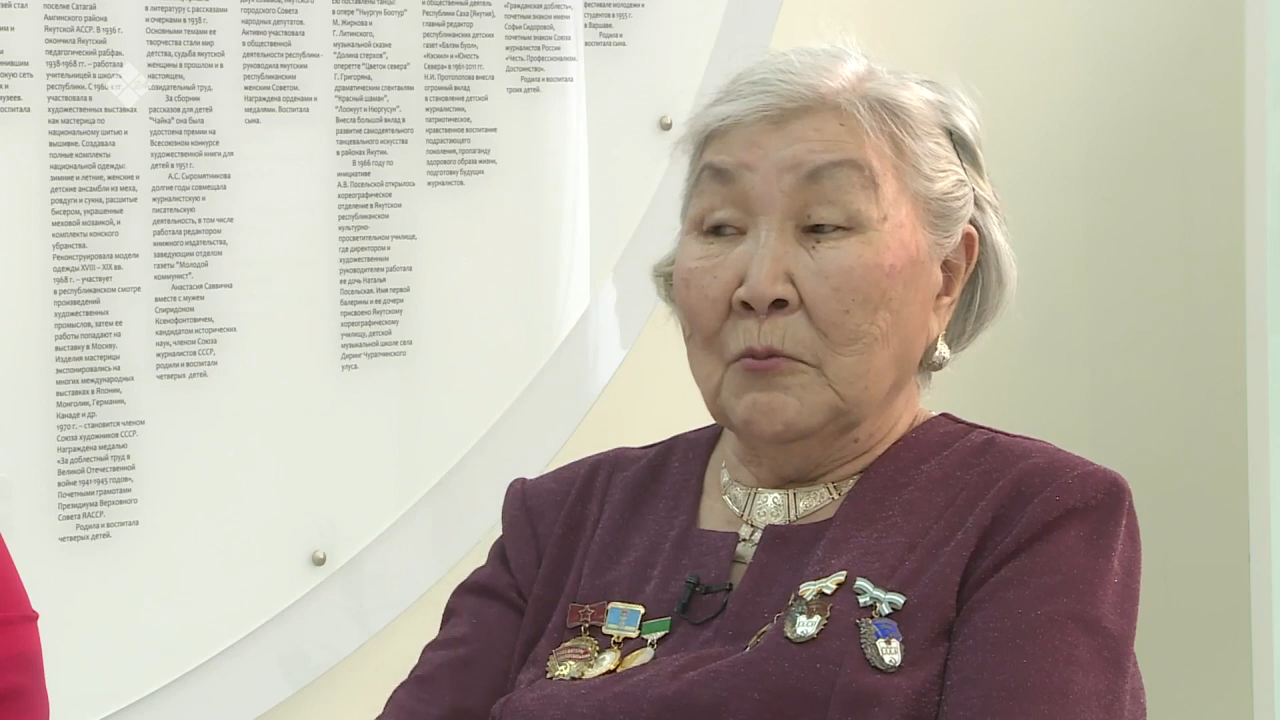 поселке Сатагай
Амгинского района
Якутской АССР. В 1936 г.
окончила Якутский
педагогический рабфак.
1938-1968 гг. – работала
учительницей в школах
республики. С 1960-х гг.
участвовала в
художественных выставках
как мастерица по
национальному шитью и
вышивке. Создавала
полные комплекты
национальной одежды:
зимние и летние, женские и
детские ансамбли из меха,
ровдуги и сукна, расшитые
бисером, украшенные
меховой мозаикой, и
комплекты конского
убранства.
Реконструировала модели
одежды XVIII – XIX вв.
1968 г. – участвует
в республиканском смотре
произведений
художественных
промыслов, затем ее
работы попадают на
выставку в Москву.
Изделия мастерицы
экспонировались на
многих международных
выставках в Японии,
Монголии, Германии,
Канаде и др.
1970 г. – становится членом
Союза художников СССР.
Награждена медалью
«За доблестный труд в
Великой Отечественной
войне 1941-1945 годов»,
Почетными грамотами
Президиума Верховного
Совета ЯАССР.
Родила и воспитала
четверых детей.
в литературу с рассказами
и очерками в 1938 г.
Основными темами ее
творчества стали мир
детства, судьба якутской
женщины в прошлом и в
настоящем,
созидательный труд.
За сборник
рассказов для детей
"Чайка" она была
удостоена премии на
Всесоюзном конкурсе
художественной книги для
детей в 1951 г.
А.С. Сыромятникова
долгие годы совмещала
журналистскую и
писательскую
деятельность, в том числе
работала редактором
книжного издательства,
заведующим отделом
газеты "Молодой
коммунист".
Анастасия Саввична
вместе с мужем
Спиридоном
Ксенофонтовичем,
кандидатом исторических
наук, членом Союза
журналистов СССР,
родили и воспитали
четверых детей.
городского Совета
народных депутатов.
Активно участвовала
в общественной
деятельности республики -
руководила якутским
республиканским
женским Советом.
Награждена орденами и
медалями. Воспитала
сына.
в опере "Ньургун Боотур"
М. Жиркова и
Г. Литинского,
музыкальной сказке
"Долина стерхов",
оперетте "Цветок севера"
Г. Григоряна,
драматическим спектаклям
"Красный шаман",
"Лоокуут и Нюргусун".
Внесла большой вклад в
развитие самодеятельного
танцевального искусства
в районах Якутии.
В 1966 году по
инициативе
А.В. Посельской открылось
хореографическое
отделение в Якутском
республиканском
культурно-
просветительном училище,
где директором и
художественным
руководителем работала
ее дочь Наталья
Посельская. Имя первой
балерины и ее дочери
присвоено Якутскому
хореографическому
училищу, детской
музыкальной школе села
Диринг Чурапчинского
улуса.
и общественный деятель
Республики Саха (Якутия),
главный редактор
республиканских детских
газет «Бэлэм буол»,
«Кэскил» и «Юность
Севера» в 1961-2011 гг.
Н.И. Протопопова внесла
огромный вклад
в становление детской
журналистики,
патриотическое,
нравственное воспитание
подрастающего
поколения, пропаганду
здорового образа жизни,
подготовку будущих
журналистов.
"Гражданская доблесть",
почетным знаком имени
Софьи Сидоровой,
почетным знаком Союза
журналистов России
«Честь. Профессионализм.
Достоинство».
Родила и воспитала
троих детей.
фестивале молодежи и
студентов в 1955 г.
в Варшаве.
Родила и
воспитала сына.